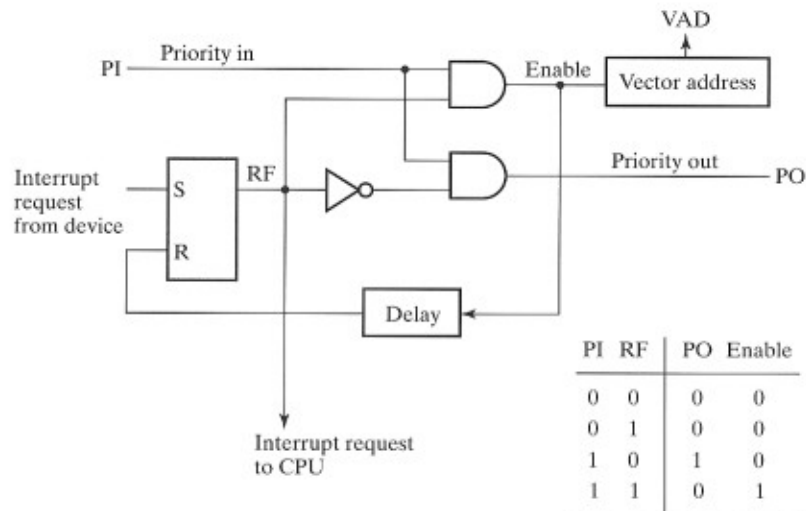 VAD
PI
Priority in
Enable
Vector address
Priority out
PO
Interrupt
request
from device
S
RF
R
Delay
Interrupt request
to CPU
PI RF PO Enable
0 0 0 0
0 1 0 0
1 0 1 0
1 1 0 1